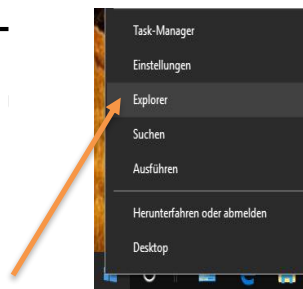 Task-Manager
Einstellungen
Explorer
Suchen
Ausführen
Herunterfahren oder abmelden
Desktop